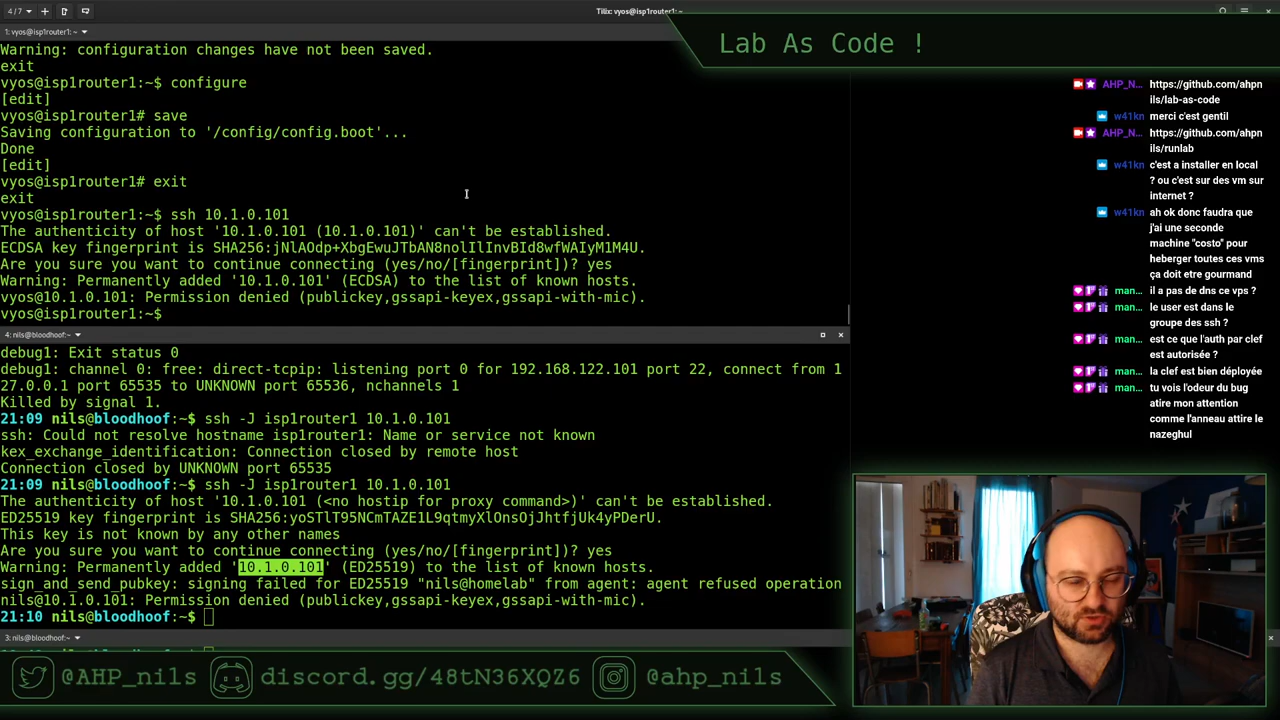 4 / 7
Tilix: vyos@isp1router1: ~
1: vyos@isp1router1: ~
Lab As Code !
Warning: configuration changes have not been saved.
exit
vyos@isp1router1:~$ configure
[edit]
vyos@isp1router1# save
Saving configuration to '/config/config.boot'...
Done
[edit]
vyos@isp1router1# exit
exit
vyos@isp1router1:~$ ssh 10.1.0.101
The authenticity of host '10.1.0.101 (10.1.0.101)' can't be established.
ECDSA key fingerprint is SHA256:jNlAOdp+XbgEwuJTbAN8nolIlInvBId8wfWAIyM1M4U.
Are you sure you want to continue connecting (yes/no/[fingerprint])? yes
Warning: Permanently added '10.1.0.101' (ECDSA) to the list of known hosts.
vyos@10.1.0.101: Permission denied (publickey,gssapi-keyex,gssapi-with-mic).
vyos@isp1router1:~$
4: nils@bloodhoof:~
debug1: Exit status 0
debug1: channel 0: free: direct-tcpip: listening port 0 for 192.168.122.101 port 22, connect from 1
27.0.0.1 port 65535 to UNKNOWN port 65536, nchannels 1
Killed by signal 1.
21:09 nils@bloodhoof:~$ ssh -J isp1router1 10.1.0.101
ssh: Could not resolve hostname isp1router1: Name or service not known
kex_exchange_identification: Connection closed by remote host
Connection closed by UNKNOWN port 65535
21:09 nils@bloodhoof:~$ ssh -J isp1router1 10.1.0.101
The authenticity of host '10.1.0.101 (<no hostip for proxy command>)' can't be established.
ED25519 key fingerprint is SHA256:yoSTlT95NCmTAZE1L9qtmyXlOnsOjJhtfjUk4yPDerU.
This key is not known by any other names
Are you sure you want to continue connecting (yes/no/[fingerprint])? yes
Warning: Permanently added '10.1.0.101' (ED25519) to the list of known hosts.
sign_and_send_pubkey: signing failed for ED25519 "nils@homelab" from agent: agent refused operation
nils@10.1.0.101: Permission denied (publickey,gssapi-keyex,gssapi-with-mic).
21:10 nils@bloodhoof:~$
3: nils@bloodhoof:~
AHP_N... https://github.com/ahp
nils/lab-as-code
w41kn merci c'est gentil
AHP_N... https://github.com/ahp
nils/runlab
w41kn c'est a installer en local
? ou c'est sur des vm sur
internet ?
w41kn ah ok donc faudra que
j'ai une seconde
machine "costo" pour
heberger toutes ces vms
ça doit etre gourmand
man... il a pas de dns ce vps ?
man... le user est dans le
groupe des ssh ?
man... est ce que l'auth par clef
est autorisée ?
man... la clef est bien déployée
man... tu vois l'odeur du bug
atire mon attention
comme l'anneau attire le
nazeghul
@AHP_nils
discord.gg/48tN36XQZ6
@ahp_nils